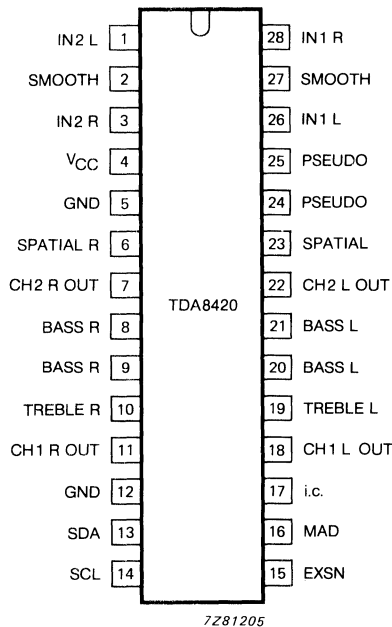 IN2 L 1 28 IN1 R
SMOOTH 2 27 SMOOTH
IN2 R 3 26 IN1 L
VCC 4 25 PSEUDO
GND 5 24 PSEUDO
SPATIAL R 6 23 SPATIAL
CH2 R OUT 7 22 CH2 L OUT
TDA8420
BASS R 8 21 BASS L
BASS R 9 20 BASS L
TREBLE R 10 19 TREBLE L
CH1 R OUT 11 18 CH1 L OUT
GND 12 17 i.c.
SDA 13 16 MAD
SCL 14 15 EXSN
7Z81205